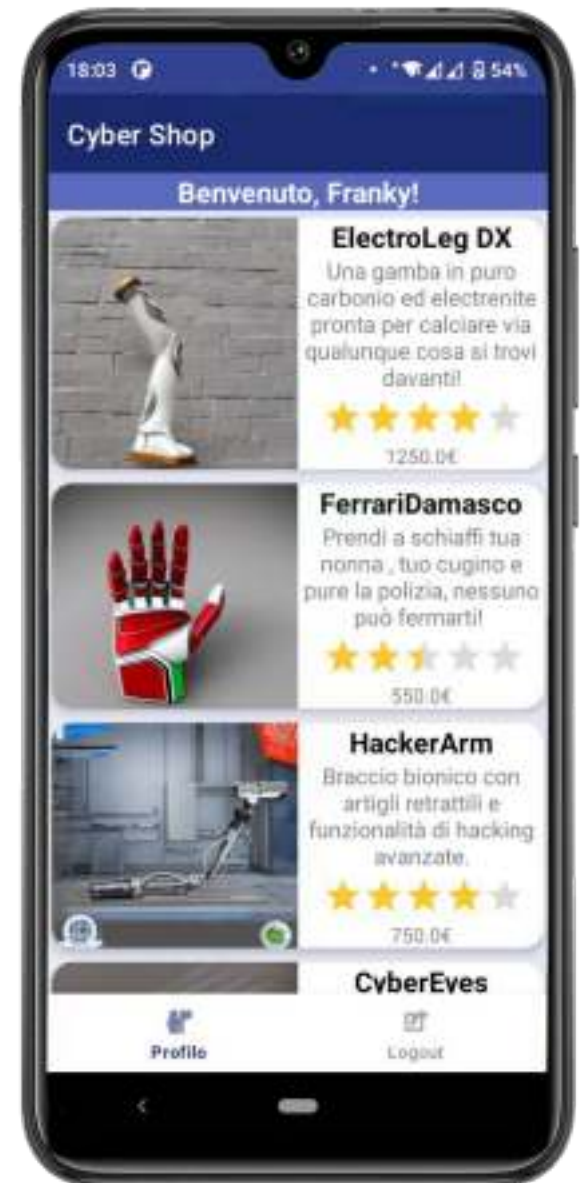 18:03
54%
Cyber Shop
Benvenuto, Franky!
ElectroLeg DX
Una gamba in puro
carbonio ed electrenite
pronta per calciare via
qualunque cosa si trovi
davanti!
1250.0€
FerrariDamasco
Prendi a schiaffi tua
nonna , tuo cugino e
pure la polizia, nessuno
può fermarti!
550.0€
HackerArm
Braccio bionico con
artigli retrattili e
funzionalità di hacking
avanzate.
750.0€
CyberEyes
Profilo
Logout